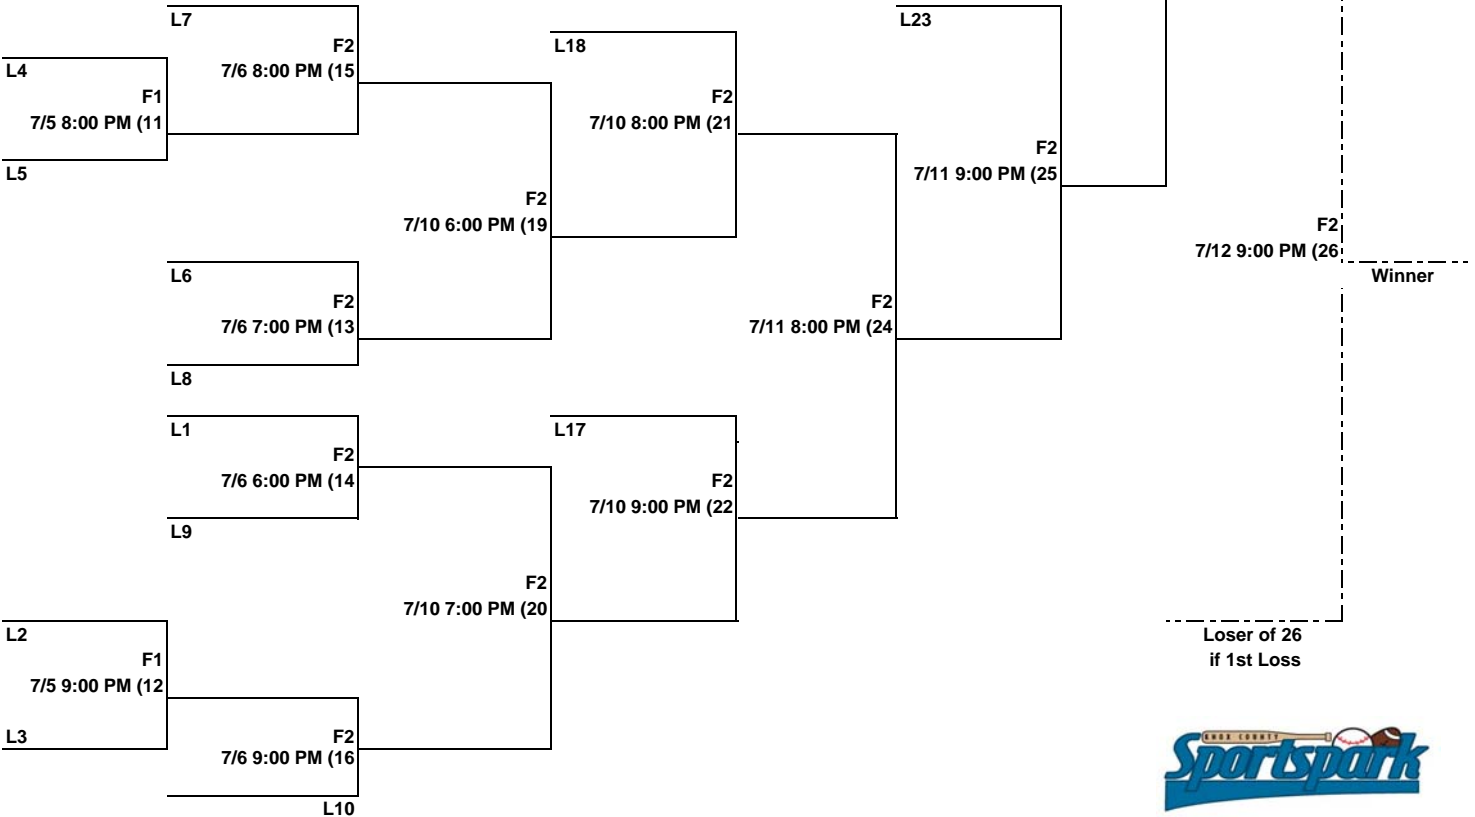 L7
F2
7/6 8:00 PM (15
L4
F1
7/5 8:00 PM (11
L5
L18
F2
7/10 8:00 PM (21
L23
F2
7/11 9:00 PM (25
F2
7/10 6:00 PM (19
L6
F2
7/6 7:00 PM (13
L8
F2
7/11 8:00 PM (24
F2
7/12 9:00 PM (26
Winner
L1
F2
7/6 6:00 PM (14
L9
L17
F2
7/10 9:00 PM (22
F2
7/10 7:00 PM (20
L2
F1
7/5 9:00 PM (12
L3
F2
7/6 9:00 PM (16
L10
Loser of 26
if 1st Loss
KNOX COUNTY
Sportspark